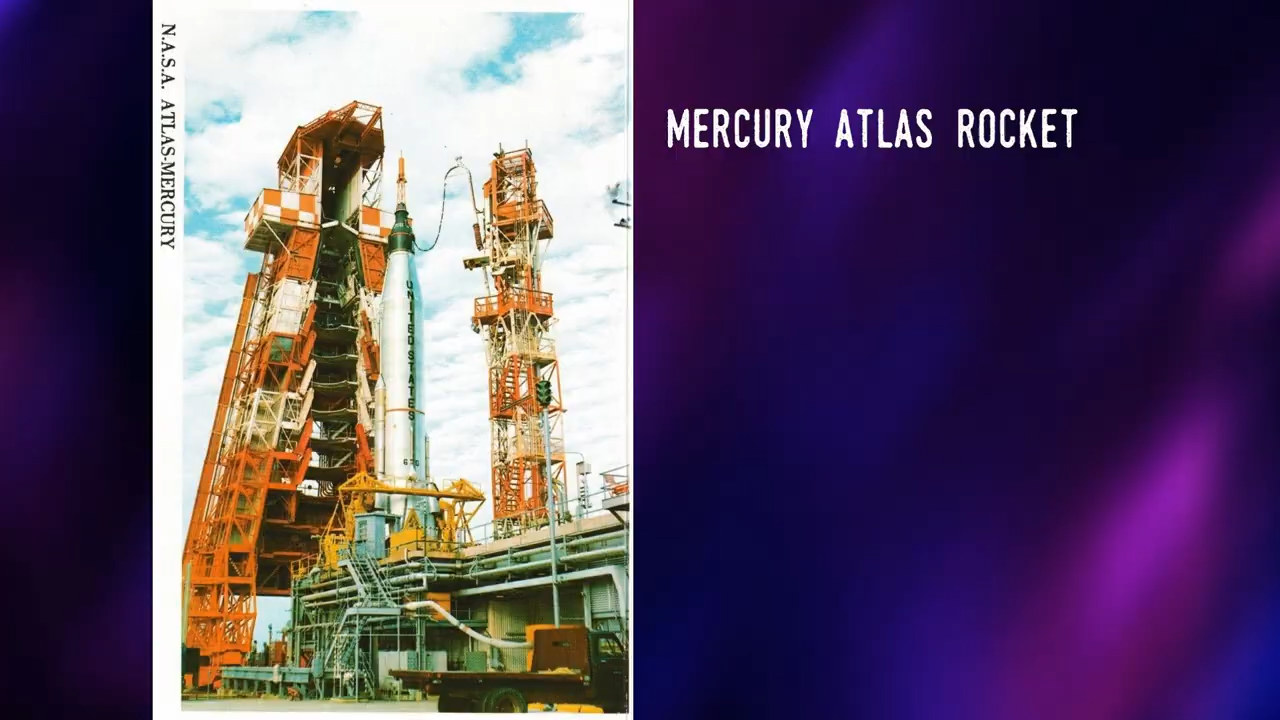 N.A.S.A. ATLAS-MERCURY
MERCURY ATLAS ROCKET
UNITED STATES